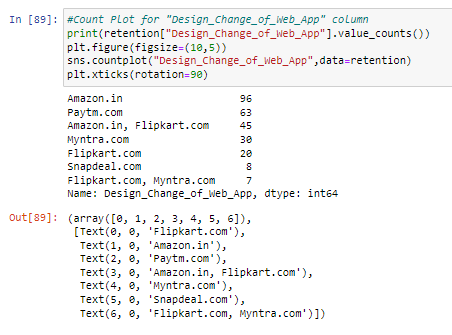 In [89]: #Count Plot for "Design_Change_of_Web_App" column
print(retention["Design_Change_of_Web_App"].value_counts())
plt.figure(figsize=(10,5))
sns.countplot("Design_Change_of_Web_App",data=retention)
plt.xticks(rotation=90)
Amazon.in 96
Paytm.com 63
Amazon.in, Flipkart.com 45
Myntra.com 30
Flipkart.com 20
Snapdeal.com 8
Flipkart.com, Myntra.com 7
Name: Design_Change_of_Web_App, dtype: int64
Out[89]: (array([0, 1, 2, 3, 4, 5, 6]),
[Text(0, 0, 'Flipkart.com'),
Text(1, 0, 'Amazon.in'),
Text(2, 0, 'Paytm.com'),
Text(3, 0, 'Amazon.in, Flipkart.com'),
Text(4, 0, 'Myntra.com'),
Text(5, 0, 'Snapdeal.com'),
Text(6, 0, 'Flipkart.com, Myntra.com')])